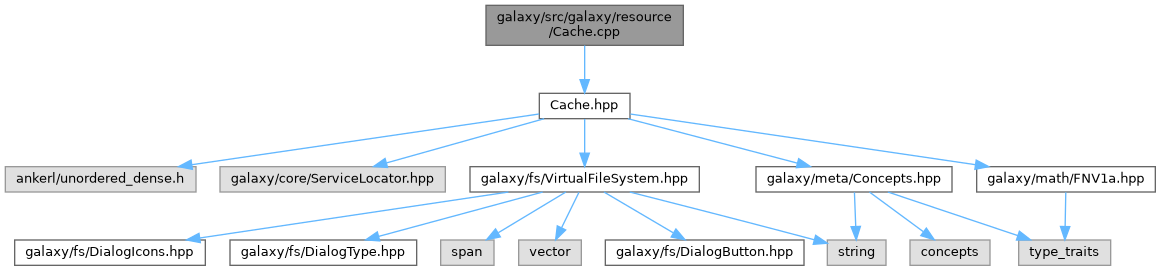 galaxy/src/galaxy/resource
/Cache.cpp
Cache.hpp
ankerl/unordered_dense.h
galaxy/core/ServiceLocator.hpp
galaxy/fs/VirtualFileSystem.hpp
galaxy/meta/Concepts.hpp
galaxy/math/FNV1a.hpp
galaxy/fs/DialogIcons.hpp
galaxy/fs/DialogType.hpp
span
vector
galaxy/fs/DialogButton.hpp
string
concepts
type_traits